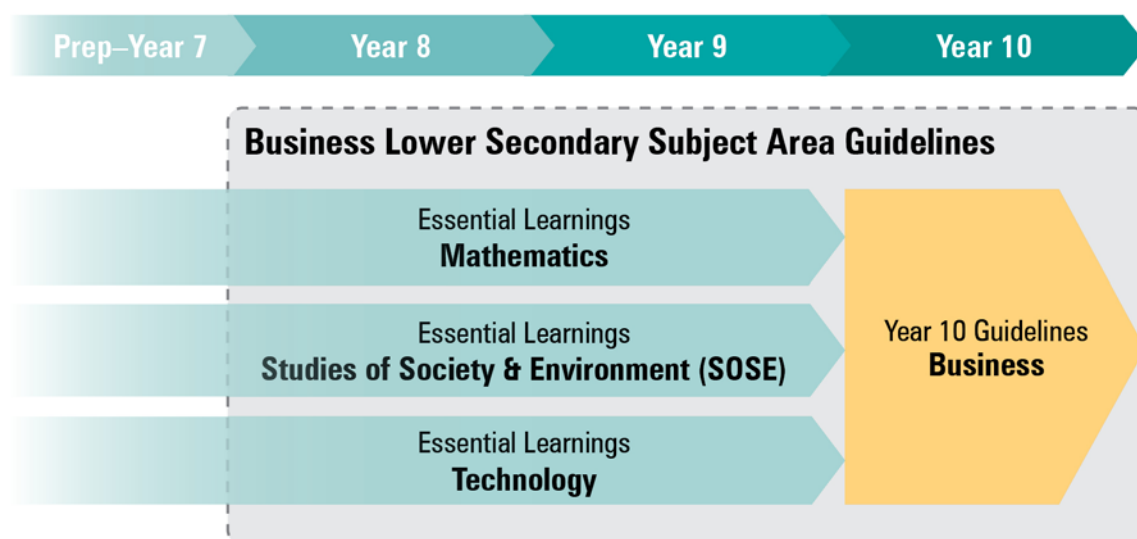 Prep–Year 7 Year 8 Year 9 Year 10
Business Lower Secondary Subject Area Guidelines
Essential Learnings
Mathematics
Essential Learnings
Studies of Society & Environment (SOSE)
Essential Learnings
Technology
Year 10 Guidelines
Business